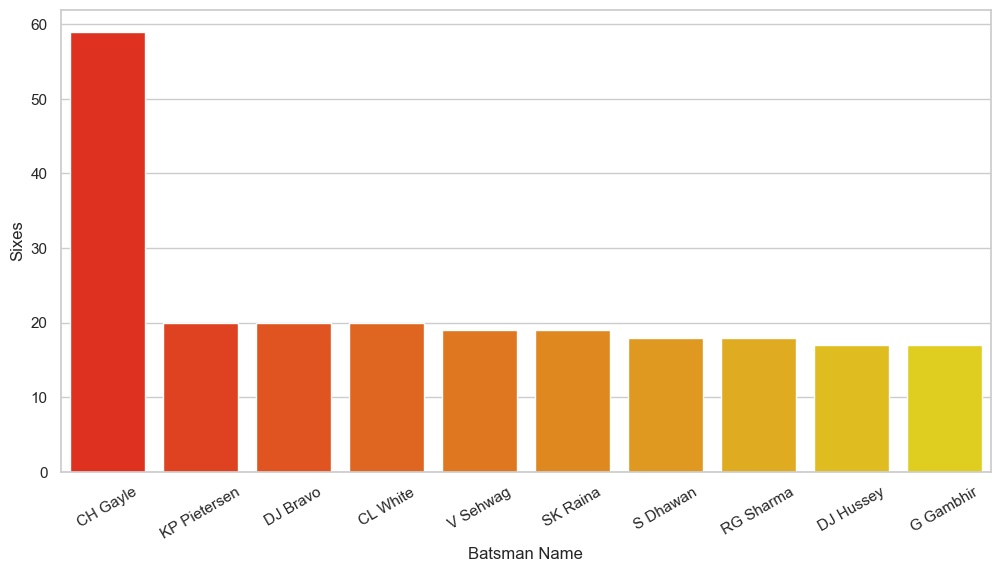 60
50
40
30
20
10
0
Sixes
CH Gayle
KP Pietersen
DJ Bravo
CL White
V Sehwag
SK Raina
S Dhawan
RG Sharma
DJ Hussey
G Gambhir
Batsman Name